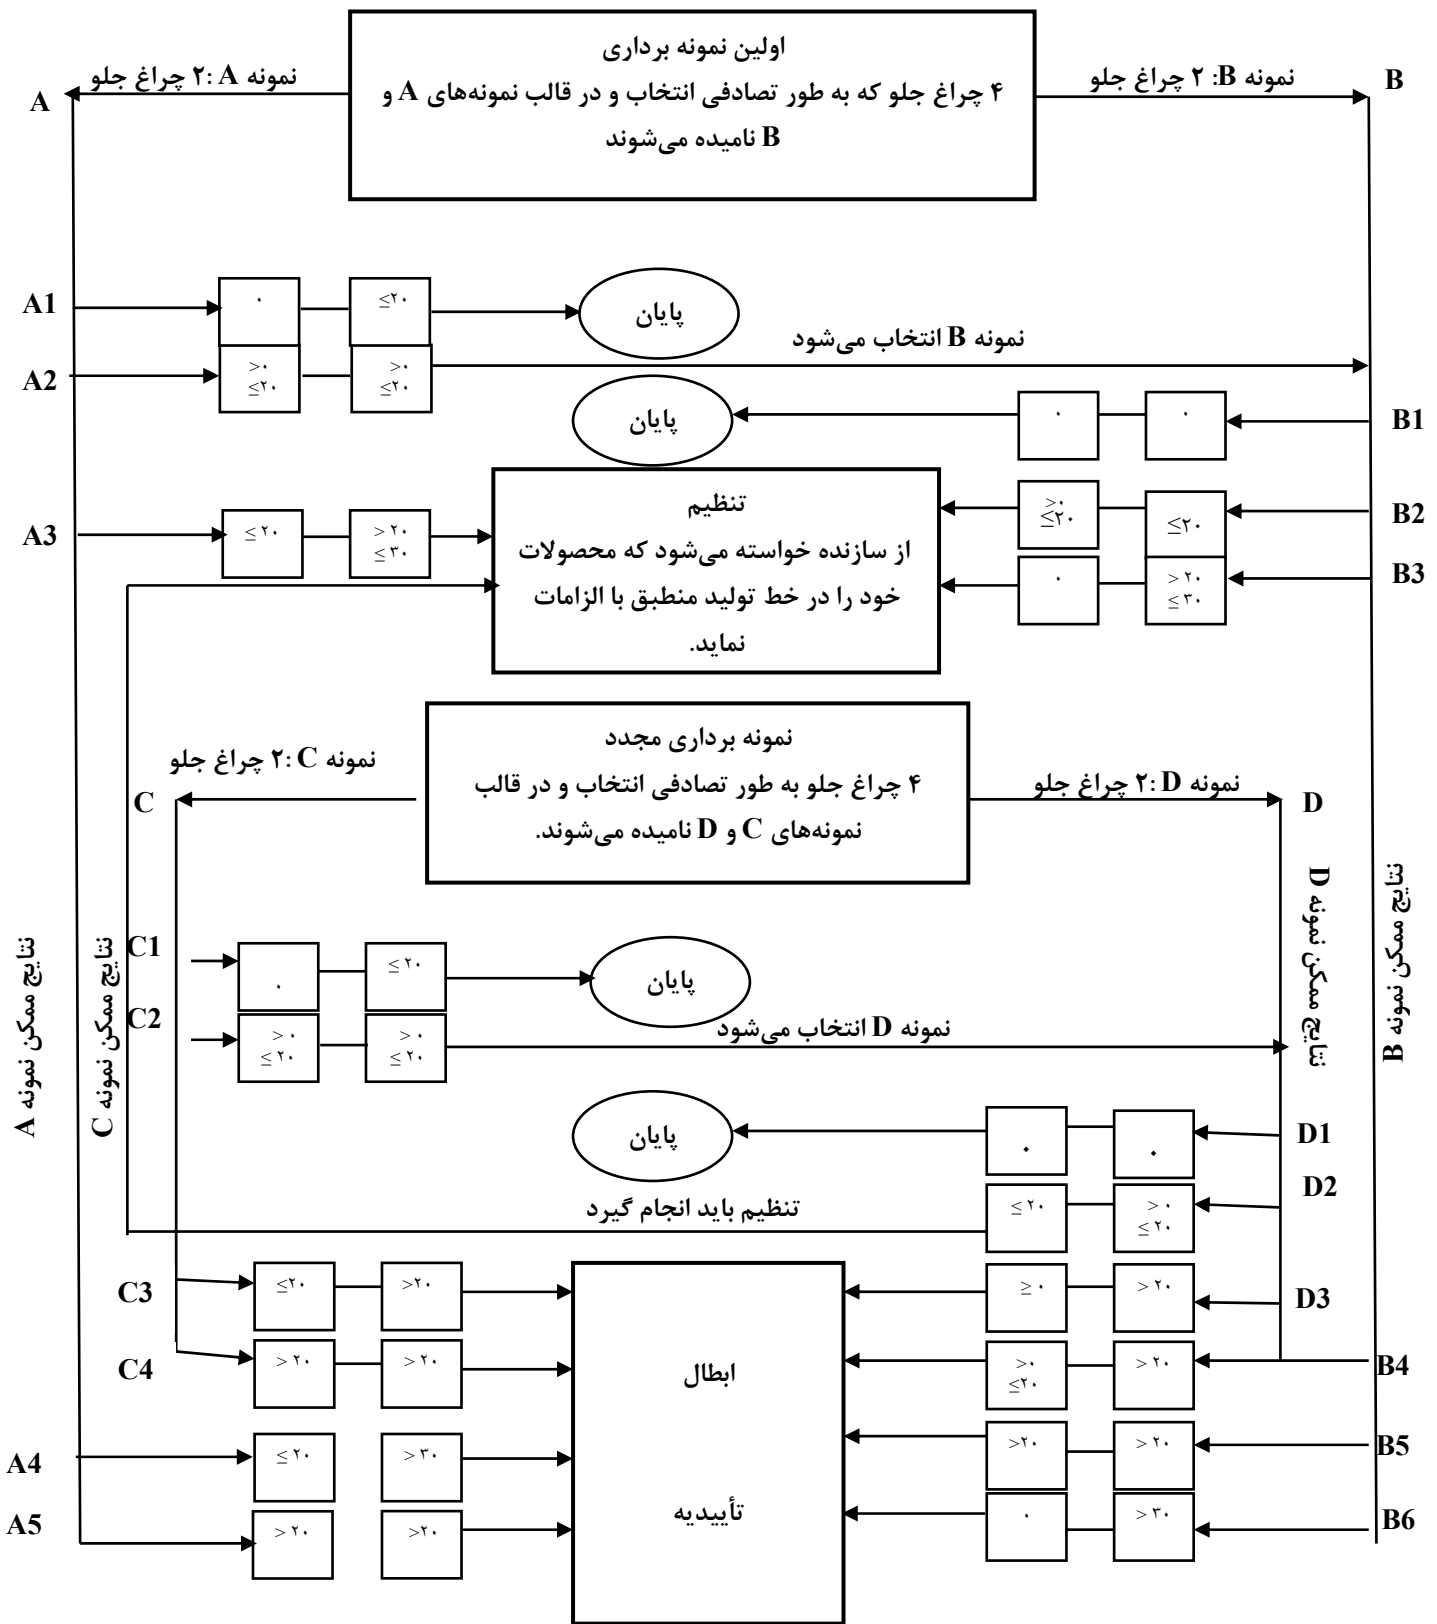 اولین نمونه برداری
۴ چراغ جلو که به طور تصادفی انتخاب و در قالب نمونه‌های A و
B نامیده می‌شوند
نمونه A :۲ چراغ جلو
A
نمونه B: ۲ چراغ جلو
B
A1
۰
≤۲۰
پایان
A2
>۰
≤۲۰
>۰
≤۲۰
نمونه B انتخاب می‌شود
پایان
۰
۰
B1
A3
≤ ۲۰
> ۲۰
≤ ۳۰
تنظیم
از سازنده خواسته می‌شود که محصولات
خود را در خط تولید منطبق با الزامات
نماید.
>۰
≤۲۰
≤۲۰
B2
۰
> ۲۰
≤ ۳۰
B3
نمونه برداری مجدد
۴ چراغ جلو به طور تصادفی انتخاب و در قالب
نمونه‌های C و D نامیده می‌شوند.
نمونه C :۲ چراغ جلو
C
نمونه D :۲ چراغ جلو
D
نتایج ممکن نمونه A
نتایج ممکن نمونه C
نتایج ممکن نمونه D
نتایج ممکن نمونه B
C1
۰
≤ ۲۰
پایان
C2
> ۰
≤ ۲۰
> ۰
≤ ۲۰
نمونه D انتخاب می‌شود
پایان
۰
۰
D1
تنظیم باید انجام گیرد
≤ ۲۰
> ۰
≤ ۲۰
D2
C3
≤۲۰
>۲۰
C4
> ۲۰
> ۲۰
A4
≤ ۲۰
> ۳۰
A5
> ۲۰
>۲۰
ابطال
تأییدیه
≥ ۰
> ۲۰
D3
>۰
≤۲۰
> ۲۰
B4
>۲۰
> ۲۰
B5
۰
> ۳۰
B6